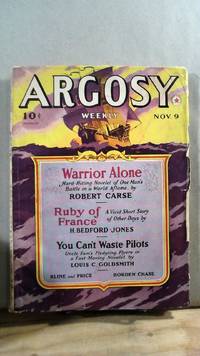 ARGOSY
10¢
WEEKLY
NOV. 9
Warrior Alone
Hard-Hitting Novelet of One Man's
Battle in a World Aflame by
ROBERT CARSE
Ruby of
France
A Vivid Short Story
of Other Days by
H. BEDFORD JONES
You Can't Waste Pilots
Uncle Sam's Fledgling Flyers in
a Fast-Moving Novelet by
LOUIS C. GOLDSMITH
KLINE and PRICE
BORDEN CHASE